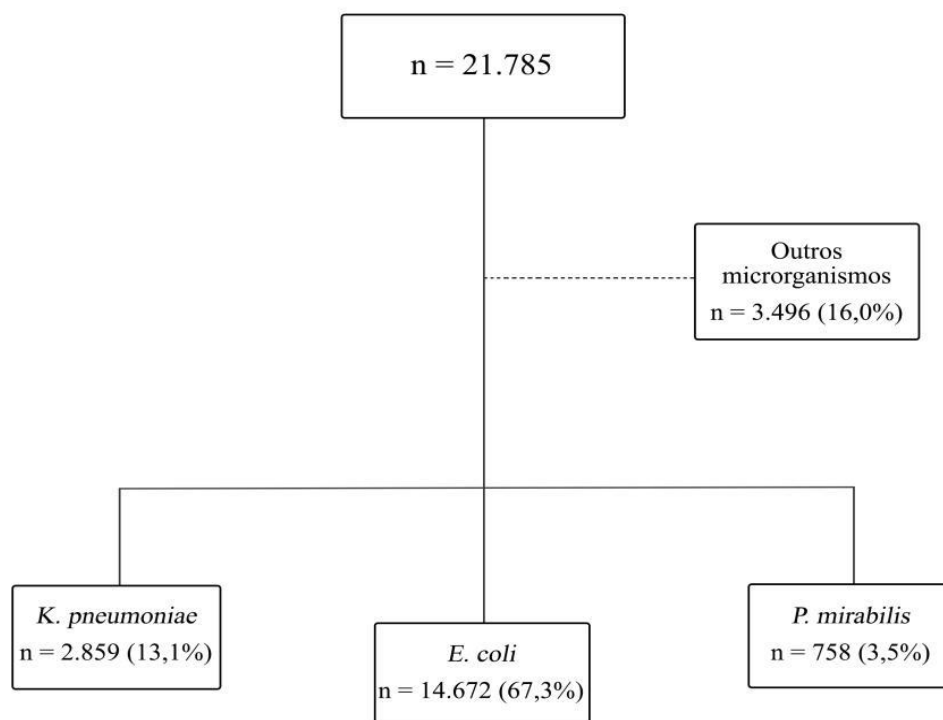 n = 21.785
Outros
microrganismos
n = 3.496 (16,0%)
K. pneumoniae
n = 2.859 (13,1%)
E. coli
n = 14.672 (67,3%)
P. mirabilis
n = 758 (3,5%)